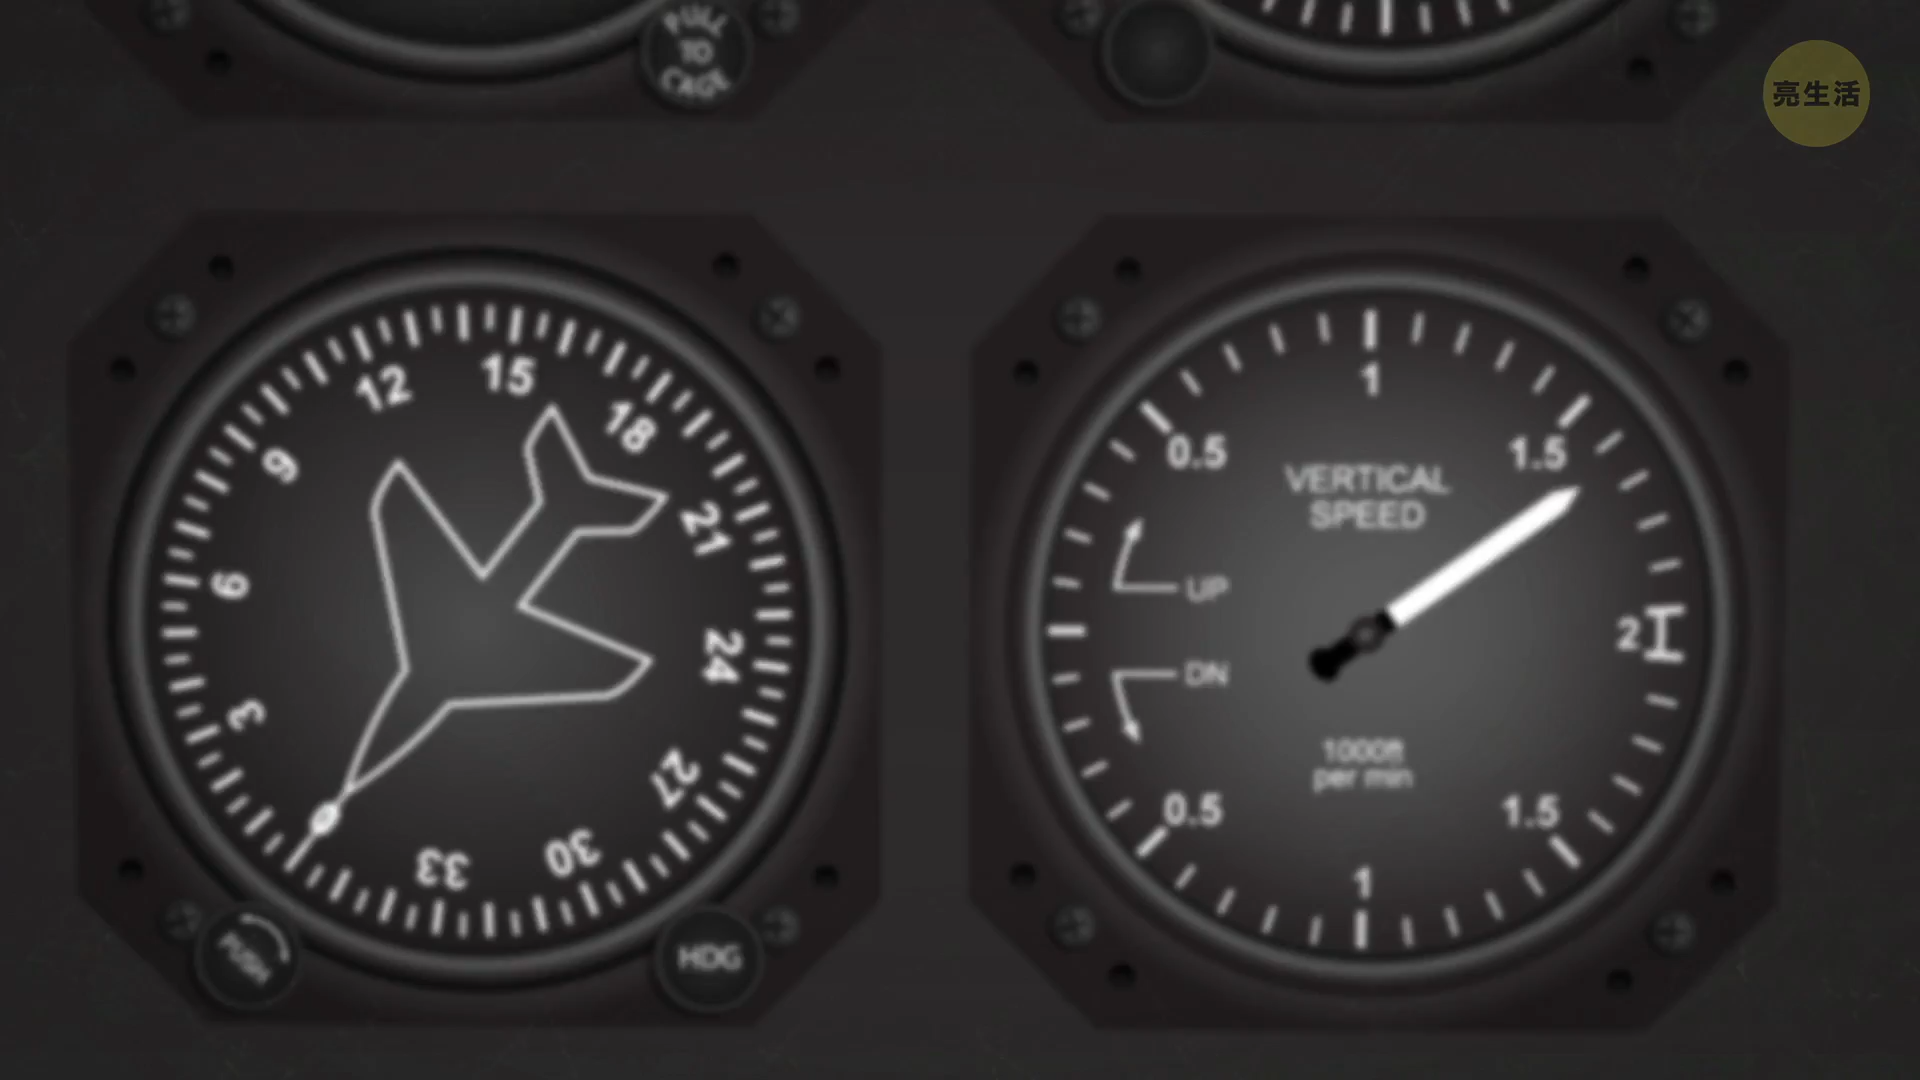 PULL
TO
CAGE
亮生活
12
15
18
9
21
6
24
3
27
33
30
PUSH
HDG
1
0.5
1.5
VERTICAL
SPEED
UP
2
DN
1000ft
per min
0.5
1.5
1